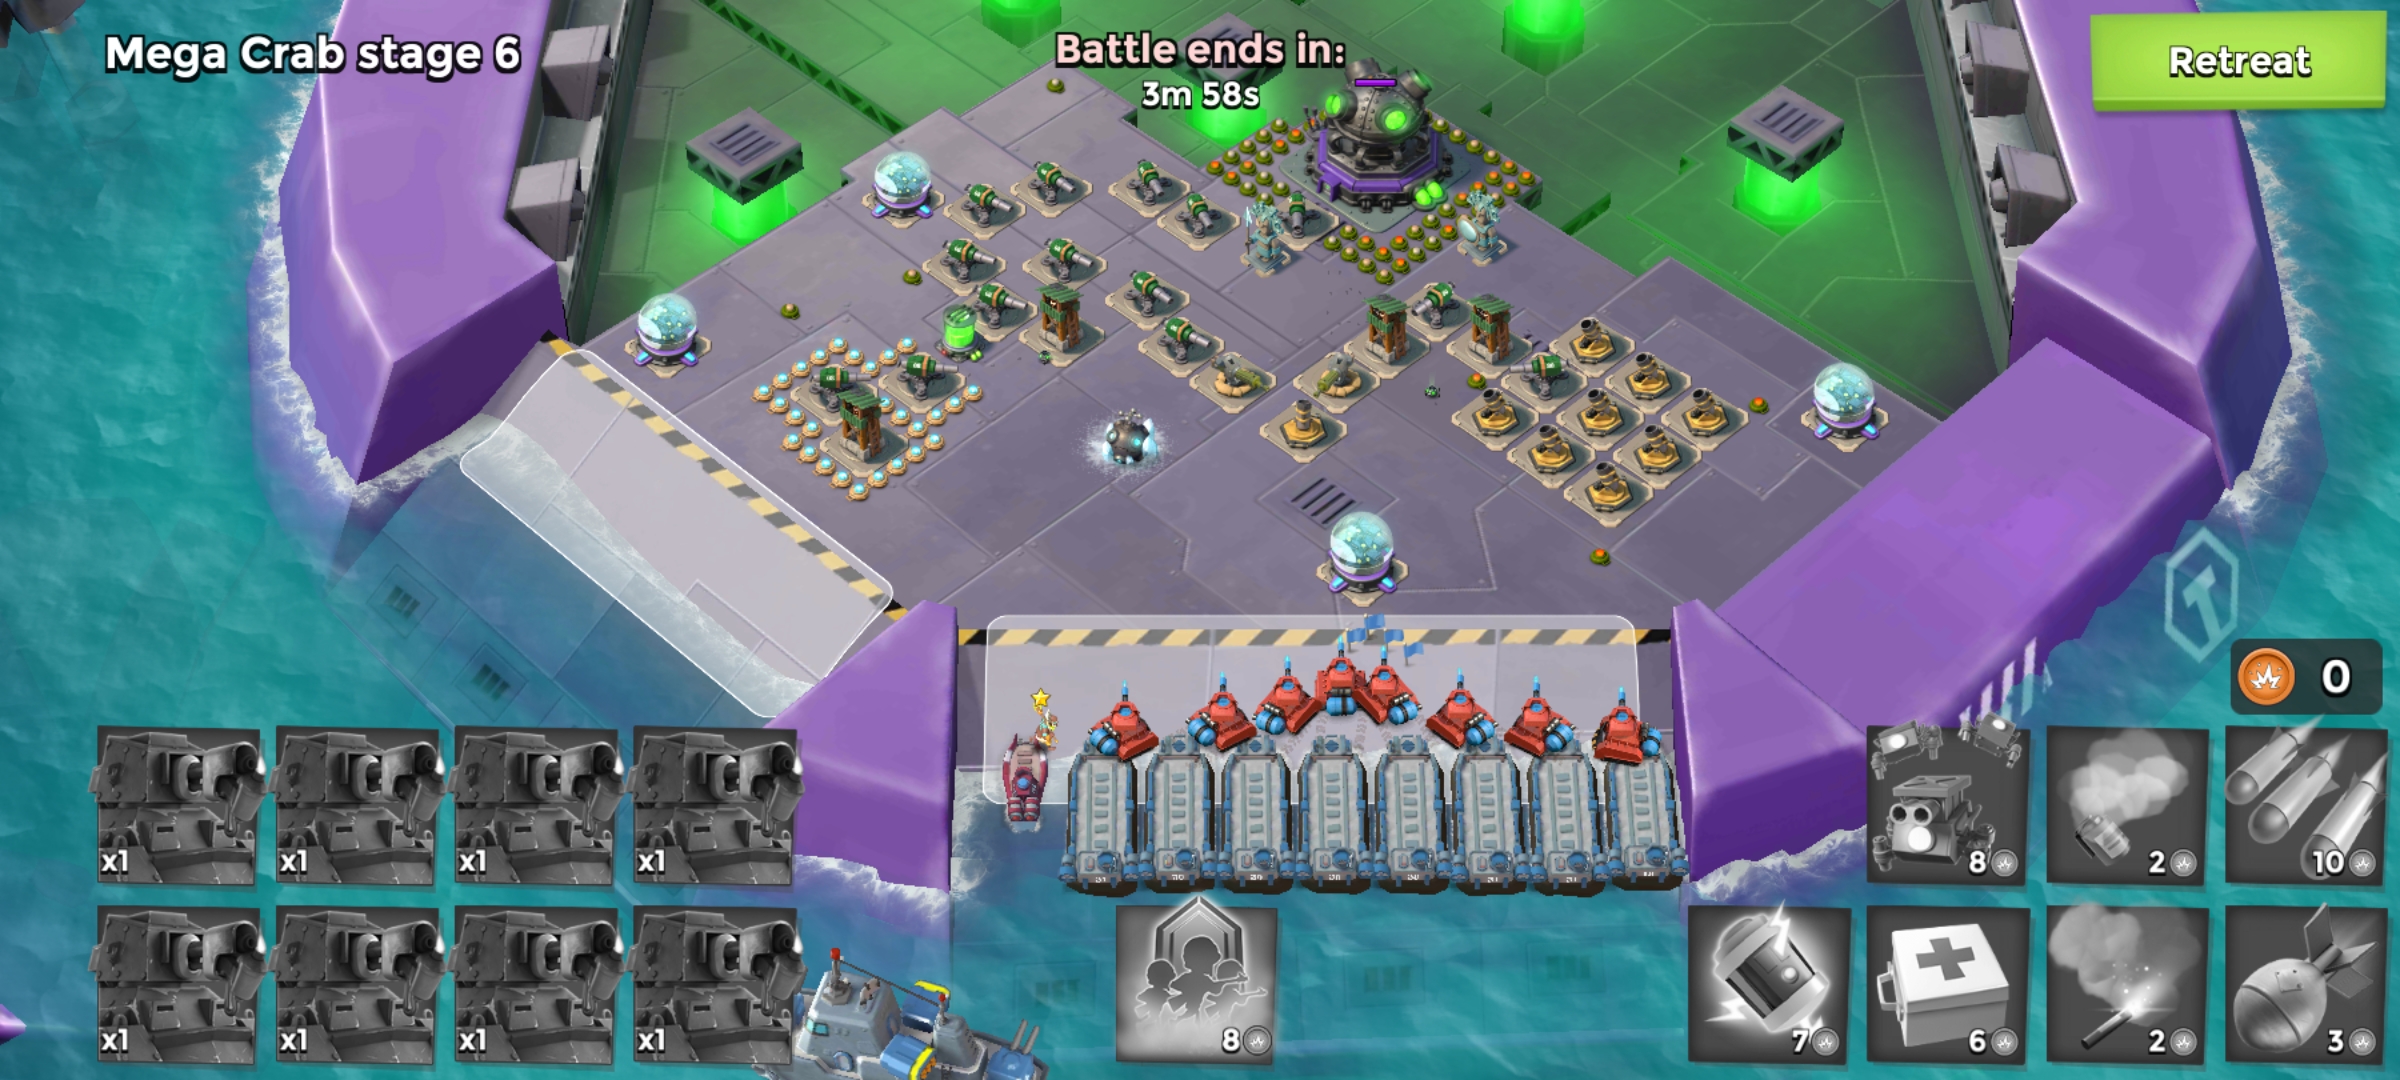 Mega Crab stage 6
Battle ends in:
3m 58s
Retreat
0
x1
x1
x1
x1
8
2
10
x1
x1
x1
x1
8
7
6
2
3